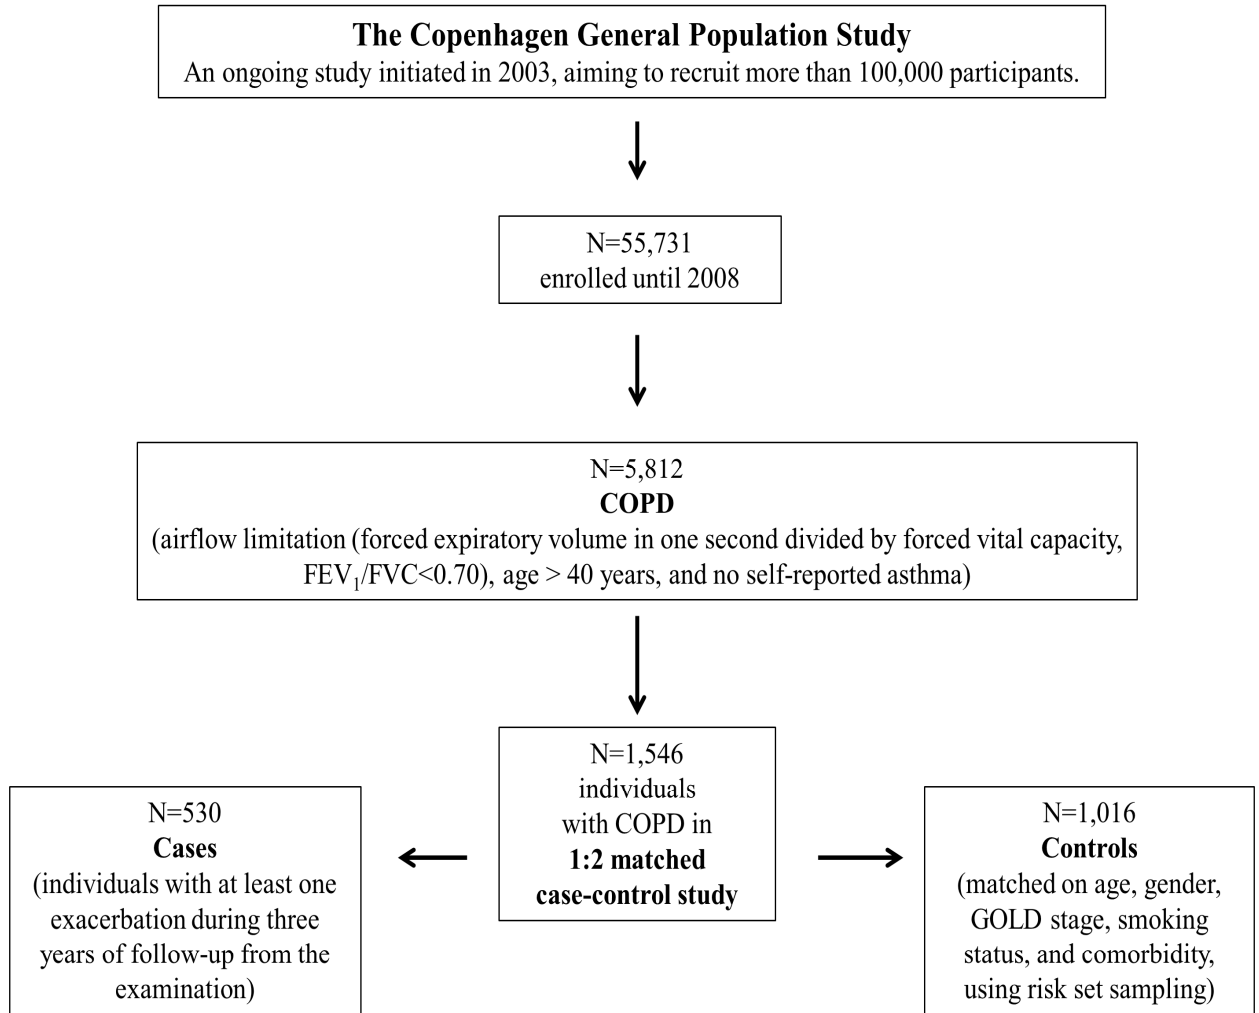 The Copenhagen General Population Study
An ongoing study initiated in 2003, aiming to recruit more than 100,000 participants.
N=55,731
enrolled until 2008
N=5,812
COPD
(airflow limitation (forced expiratory volume in one second divided by forced vital capacity,
FEV₁/FVC<0.70), age > 40 years, and no self-reported asthma)
N=1,546
individuals
with COPD in
1:2 matched
case-control study
N=530
Cases
(individuals with at least one
exacerbation during three
years of follow-up from the
examination)
N=1,016
Controls
(matched on age, gender,
GOLD stage, smoking
status, and comorbidity,
using risk set sampling)